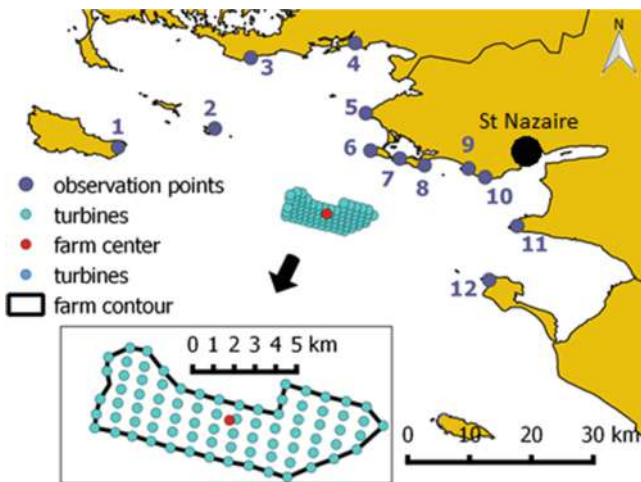 N
3
4
5
St Nazaire
1
2
9
6
7
8
10
observation points
turbines
farm center
turbines
farm contour
11
12
0 1 2 3 4 5 km
0 10 20 30 km